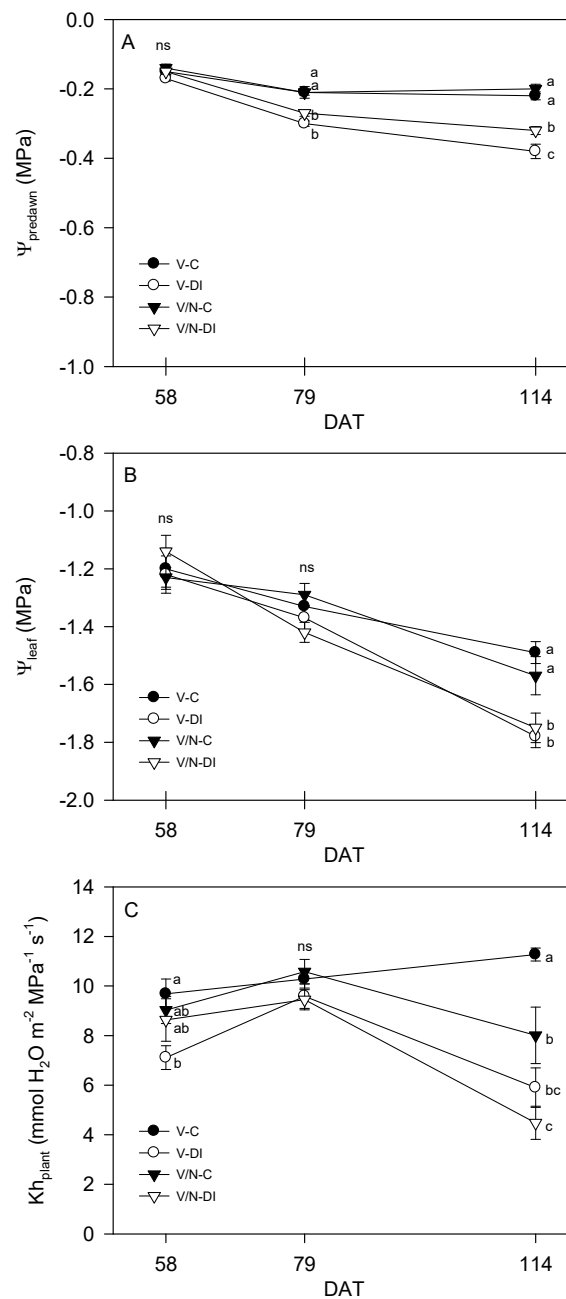 0.0
A
ns
a
a
a
a
-0.2
b
b
b
c
-0.4
Ψpredawn (MPa)
-0.6
V-C
V-DI
-0.8
V/N-C
V/N-DI
-1.0
58
79
114
DAT
-0.8
B
-1.0
ns
ns
-1.2
Ψleaf (MPa)
-1.4
a
a
-1.6
V-C
V-DI
b
b
-1.8
V/N-C
V/N-DI
-2.0
58
79
114
DAT
14
C
12
ns
a
a
10
ab
ab
b
8
b
Khplant (mmol H₂O m⁻² MPa⁻¹ s⁻¹)
6
bc
c
4
V-C
V-DI
2
V/N-C
V/N-DI
0
58
79
114
DAT